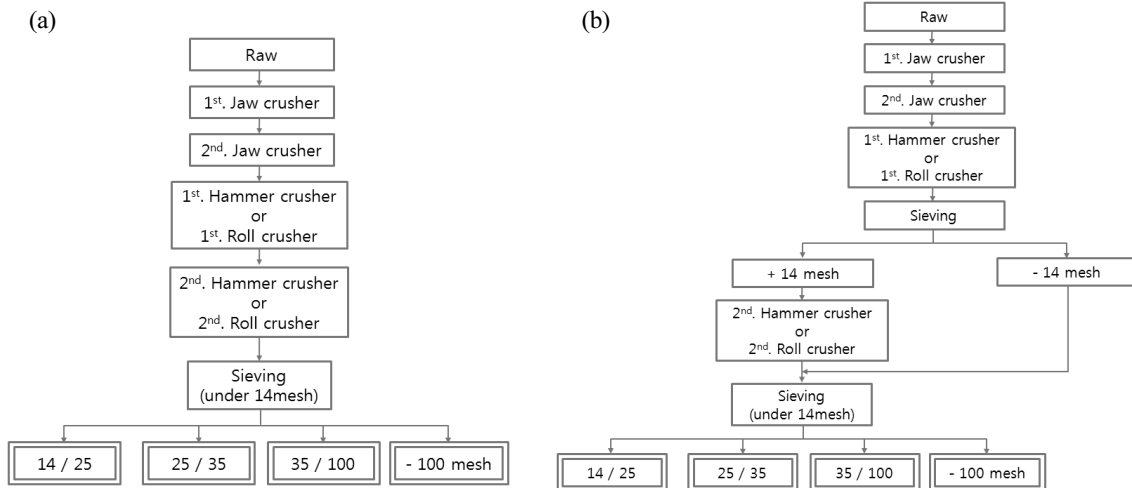 (a)
Raw
1st. Jaw crusher
2nd. Jaw crusher
1st. Hammer crusher
or
1st. Roll crusher
2nd. Hammer crusher
or
2nd. Roll crusher
Sieving
(under 14mesh)
14 / 25
25 / 35
35 / 100
- 100 mesh
(b)
Raw
1st. Jaw crusher
2nd. Jaw crusher
1st. Hammer crusher
or
1st. Roll crusher
Sieving
+ 14 mesh
- 14 mesh
2nd. Hammer crusher
or
2nd. Roll crusher
Sieving
(under 14mesh)
14 / 25
25 / 35
35 / 100
- 100 mesh